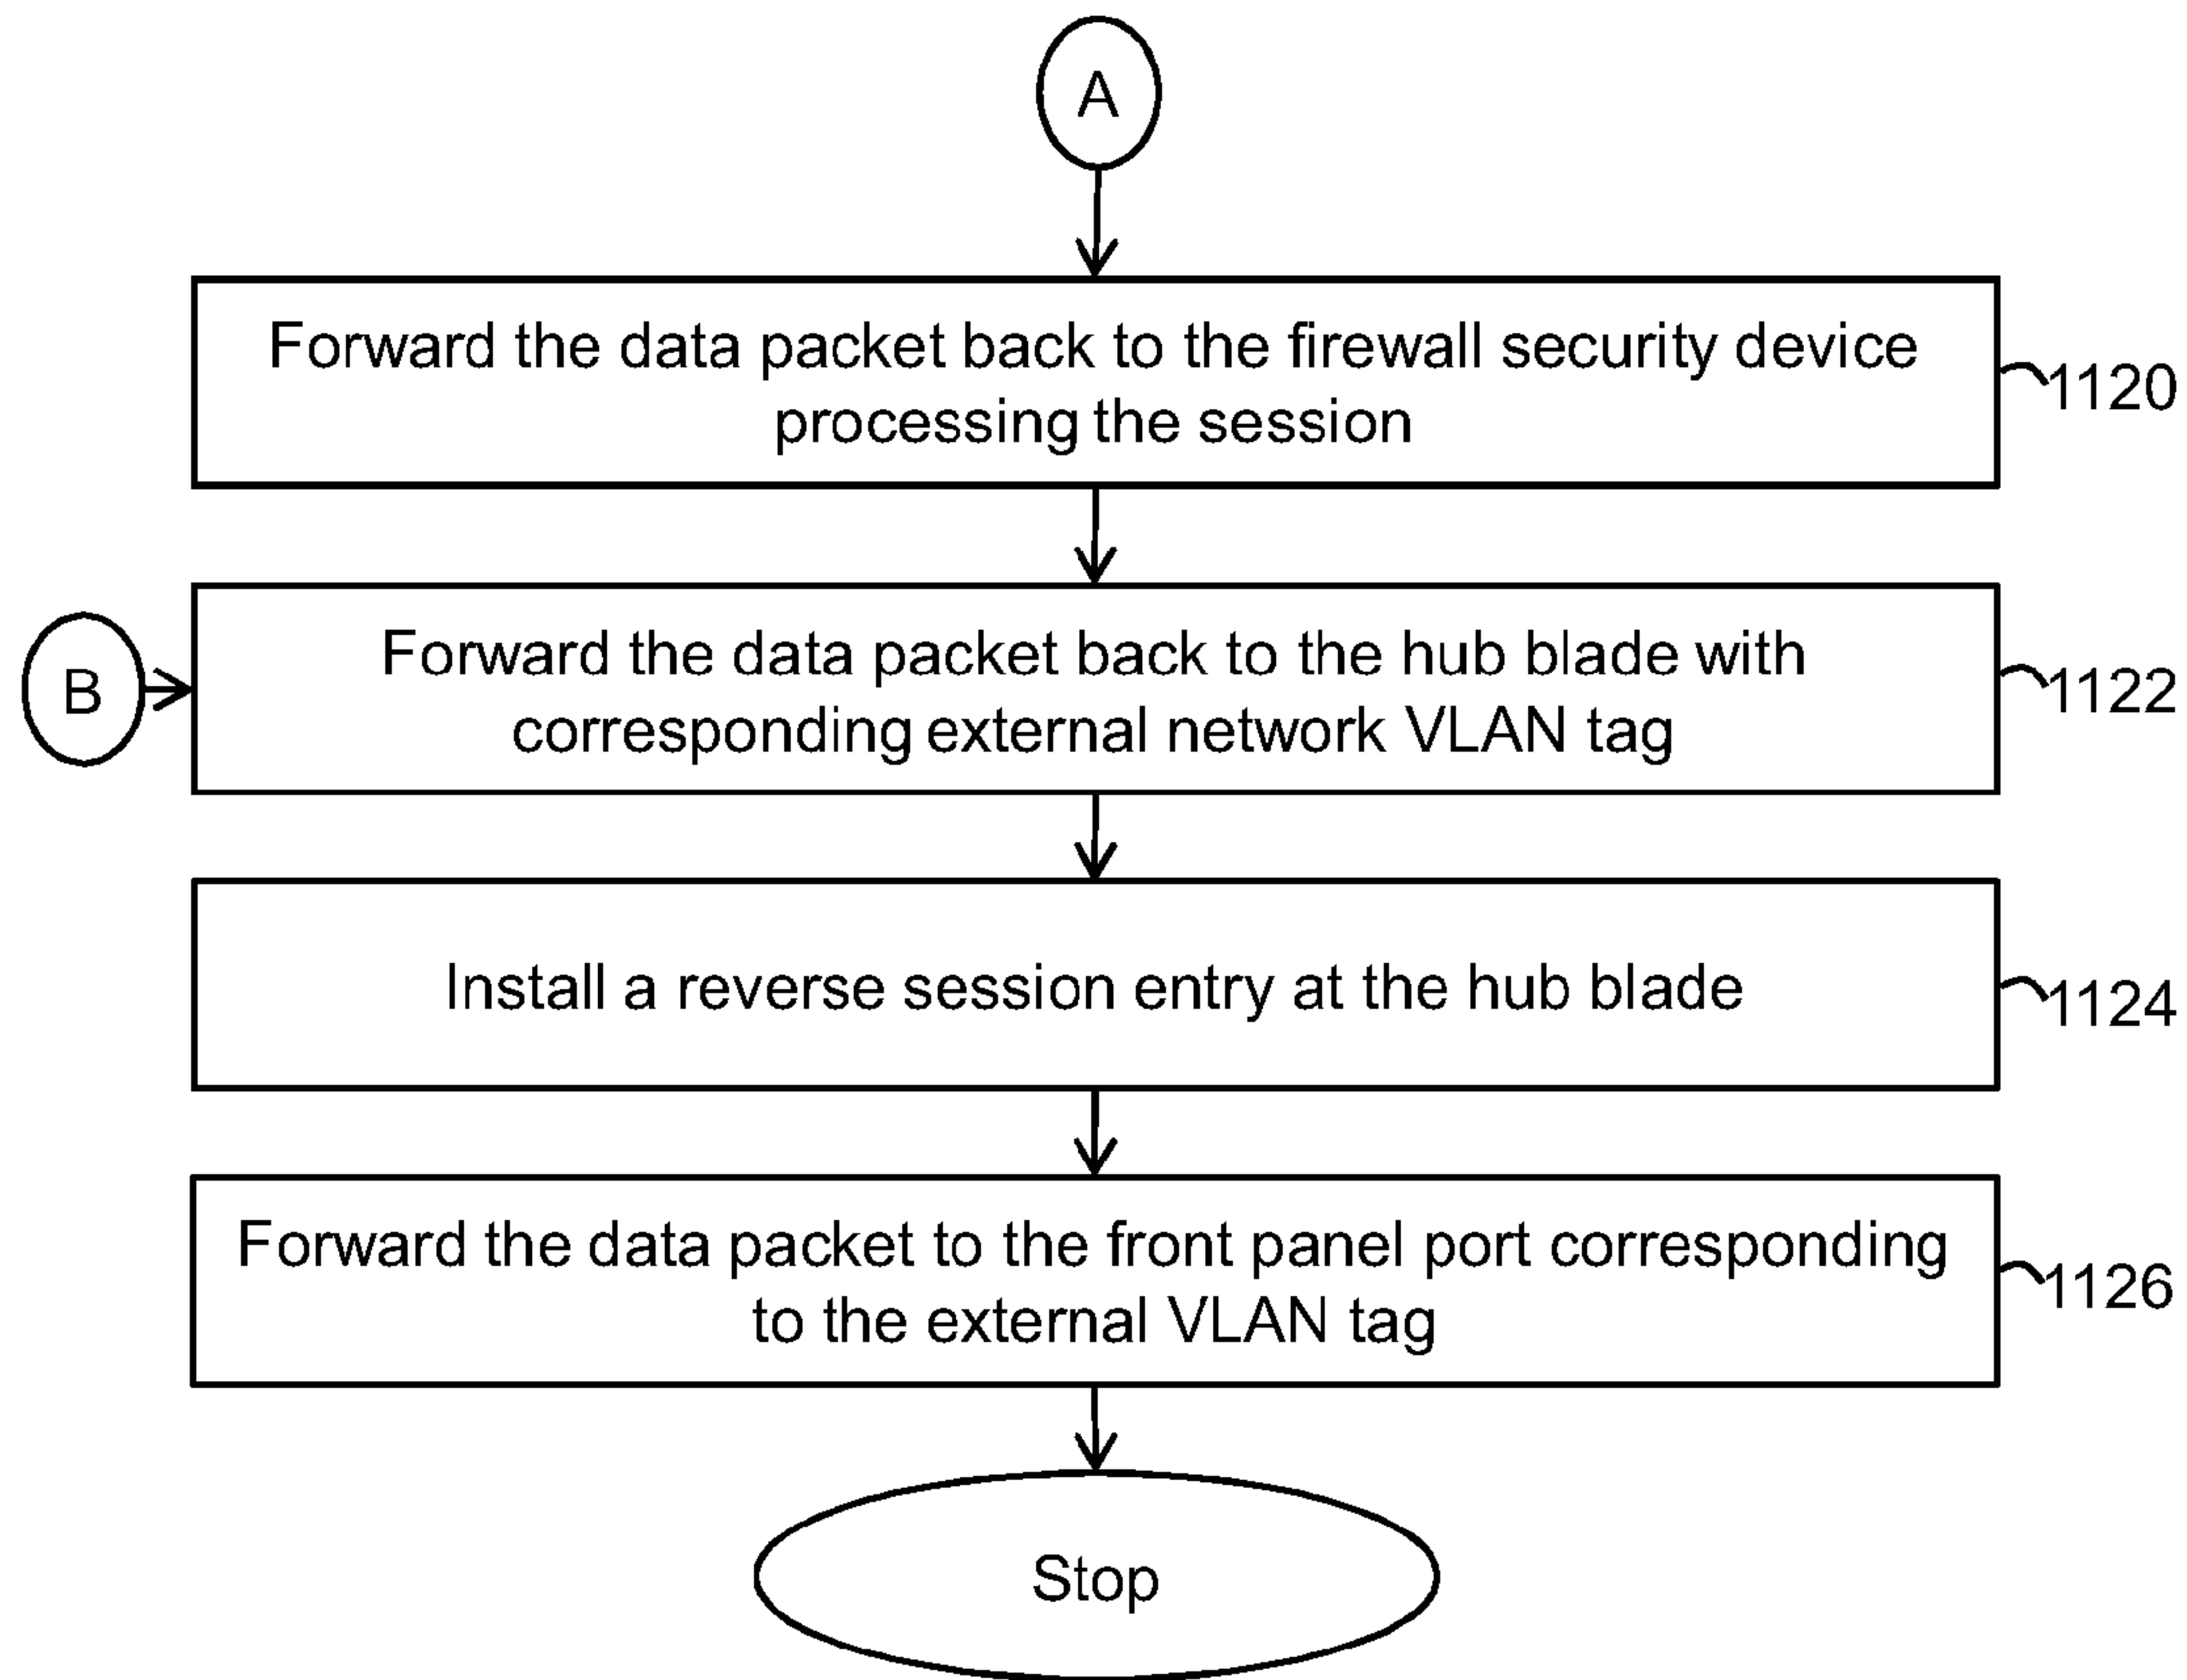 A
Forward the data packet back to the firewall security device
processing the session
1120
B
Forward the data packet back to the hub blade with
corresponding external network VLAN tag
1122
Install a reverse session entry at the hub blade
1124
Forward the data packet to the front panel port corresponding
to the external VLAN tag
1126
Stop